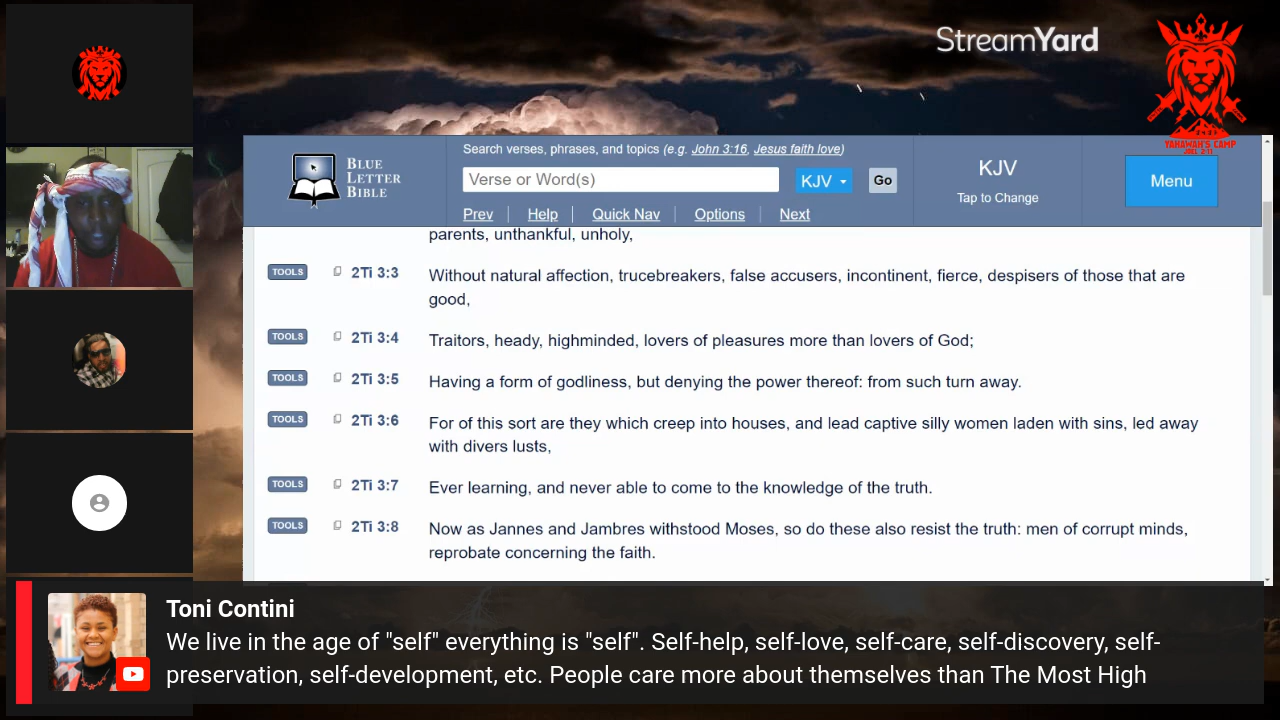 StreamYard
YAHAWAH'S CAMP
JOEL 2:11
BLUE
LETTER
BIBLE
Search verses, phrases, and topics (e.g. John 3:16, Jesus faith love)
Verse or Word(s)
KJV
Go
Prev
Help
Quick Nav
Options
Next
KJV
Tap to Change
Menu
parents, unthankful, unholy,
TOOLS 2Ti 3:3 Without natural affection, trucebreakers, false accusers, incontinent, fierce, despisers of those that are
good,
TOOLS 2Ti 3:4 Traitors, heady, highminded, lovers of pleasures more than lovers of God;
TOOLS 2Ti 3:5 Having a form of godliness, but denying the power thereof: from such turn away.
TOOLS 2Ti 3:6 For of this sort are they which creep into houses, and lead captive silly women laden with sins, led away
with divers lusts,
TOOLS 2Ti 3:7 Ever learning, and never able to come to the knowledge of the truth.
TOOLS 2Ti 3:8 Now as Jannes and Jambres withstood Moses, so do these also resist the truth: men of corrupt minds,
reprobate concerning the faith.
Toni Contini
We live in the age of "self" everything is "self". Self-help, self-love, self-care, self-discovery, self-
preservation, self-development, etc. People care more about themselves than The Most High